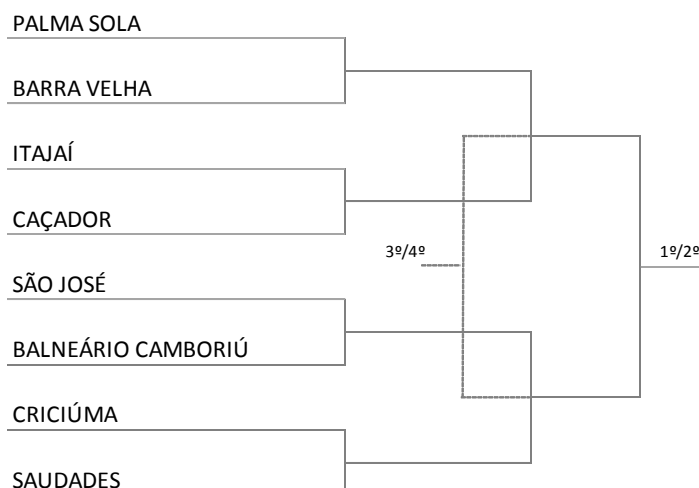 PALMA SOLA
BARRA VELHA
ITAJAÍ
CAÇADOR
3º/4º
1º/2º
SÃO JOSÉ
BALNEÁRIO CAMBORIÚ
CRICIÚMA
SAUDADES